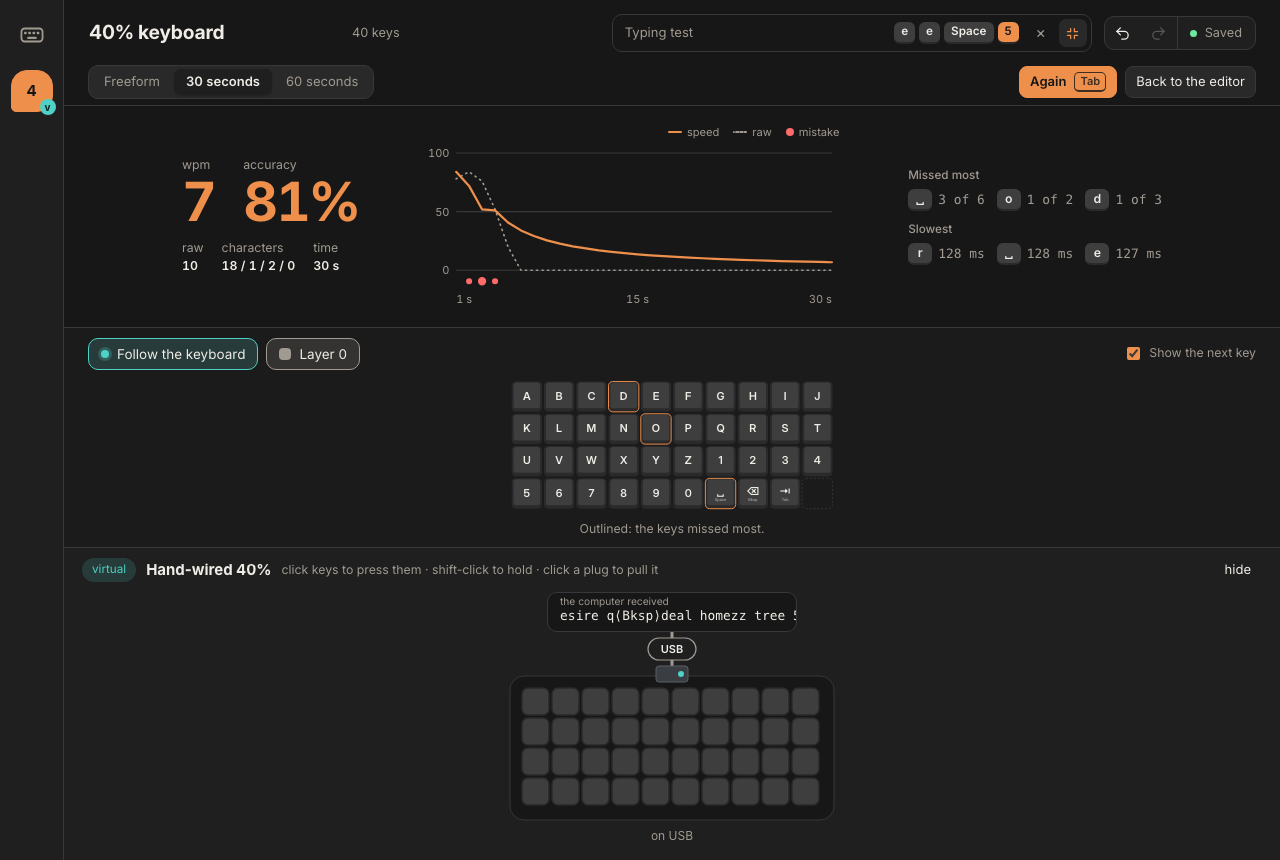 40% keyboard
40 keys
Typing test
e e Space 5 ✕
Saved
4
v
Freeform 30 seconds 60 seconds
Again Tab
Back to the editor
wpm accuracy
7 81%
raw characters time
10 18 / 1 / 2 / 0 30 s
speed raw mistake
100
50
0
1 s 15 s 30 s
Missed most
␣ 3 of 6 o 1 of 2 d 1 of 3
Slowest
r 128 ms ␣ 128 ms e 127 ms
Follow the keyboard Layer 0
Show the next key
A B C D E F G H I J
K L M N O P Q R S T
U V W X Y Z 1 2 3 4
5 6 7 8 9 0 ␣ Space ⌫ Bksp ⇥ Tab
Outlined: the keys missed most.
virtual Hand-wired 40% click keys to press them · shift-click to hold · click a plug to pull it hide
the computer received
esire q⟨Bksp⟩deal homezz tree 5
USB
on USB